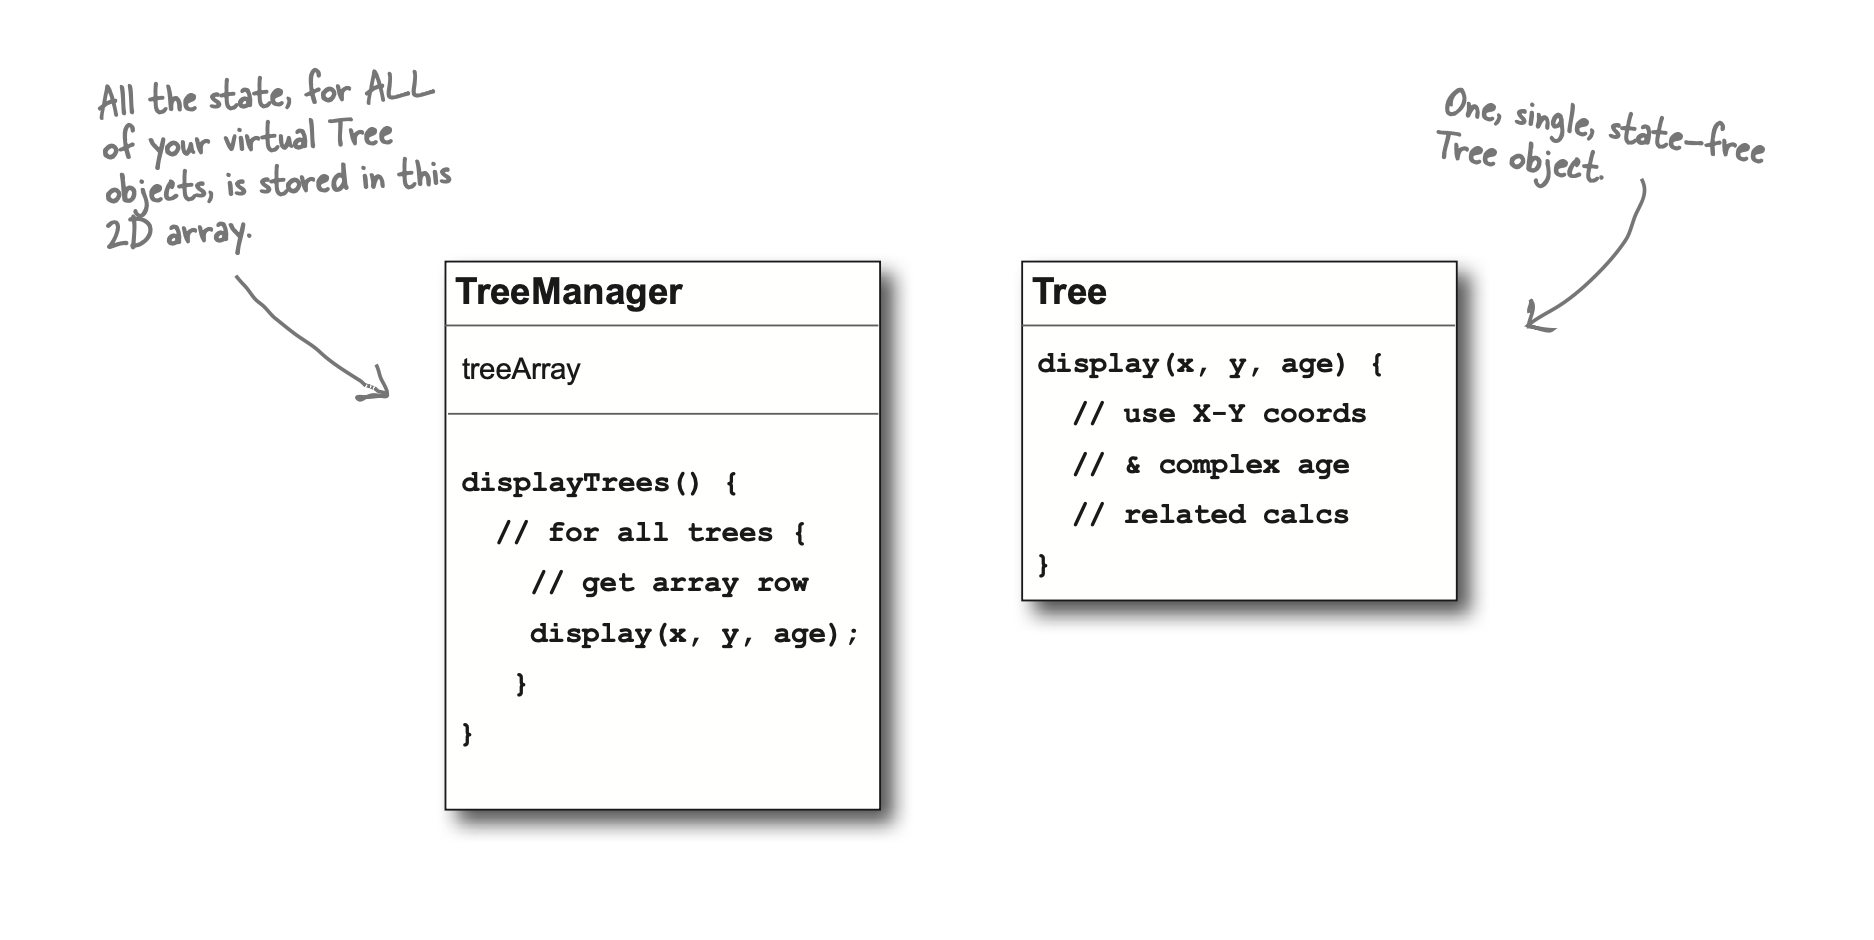 All the state, for ALL
of your virtual Tree
objects, is stored in this
2D array.
One, single, state-free
Tree object.
TreeManager
treeArray
displayTrees() {
// for all trees {
// get array row
display(x, y, age);
}
}
Tree
display(x, y, age) {
// use X-Y coords
// & complex age
// related calcs
}